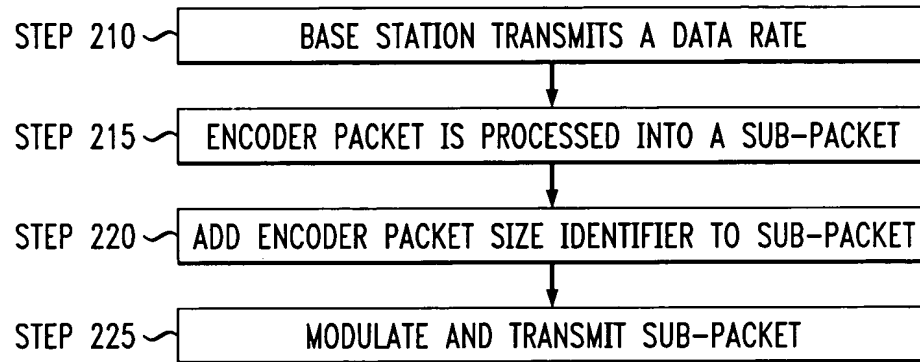 STEP 210 BASE STATION TRANSMITS A DATA RATE
STEP 215 ENCODER PACKET IS PROCESSED INTO A SUB-PACKET
STEP 220 ADD ENCODER PACKET SIZE IDENTIFIER TO SUB-PACKET
STEP 225 MODULATE AND TRANSMIT SUB-PACKET